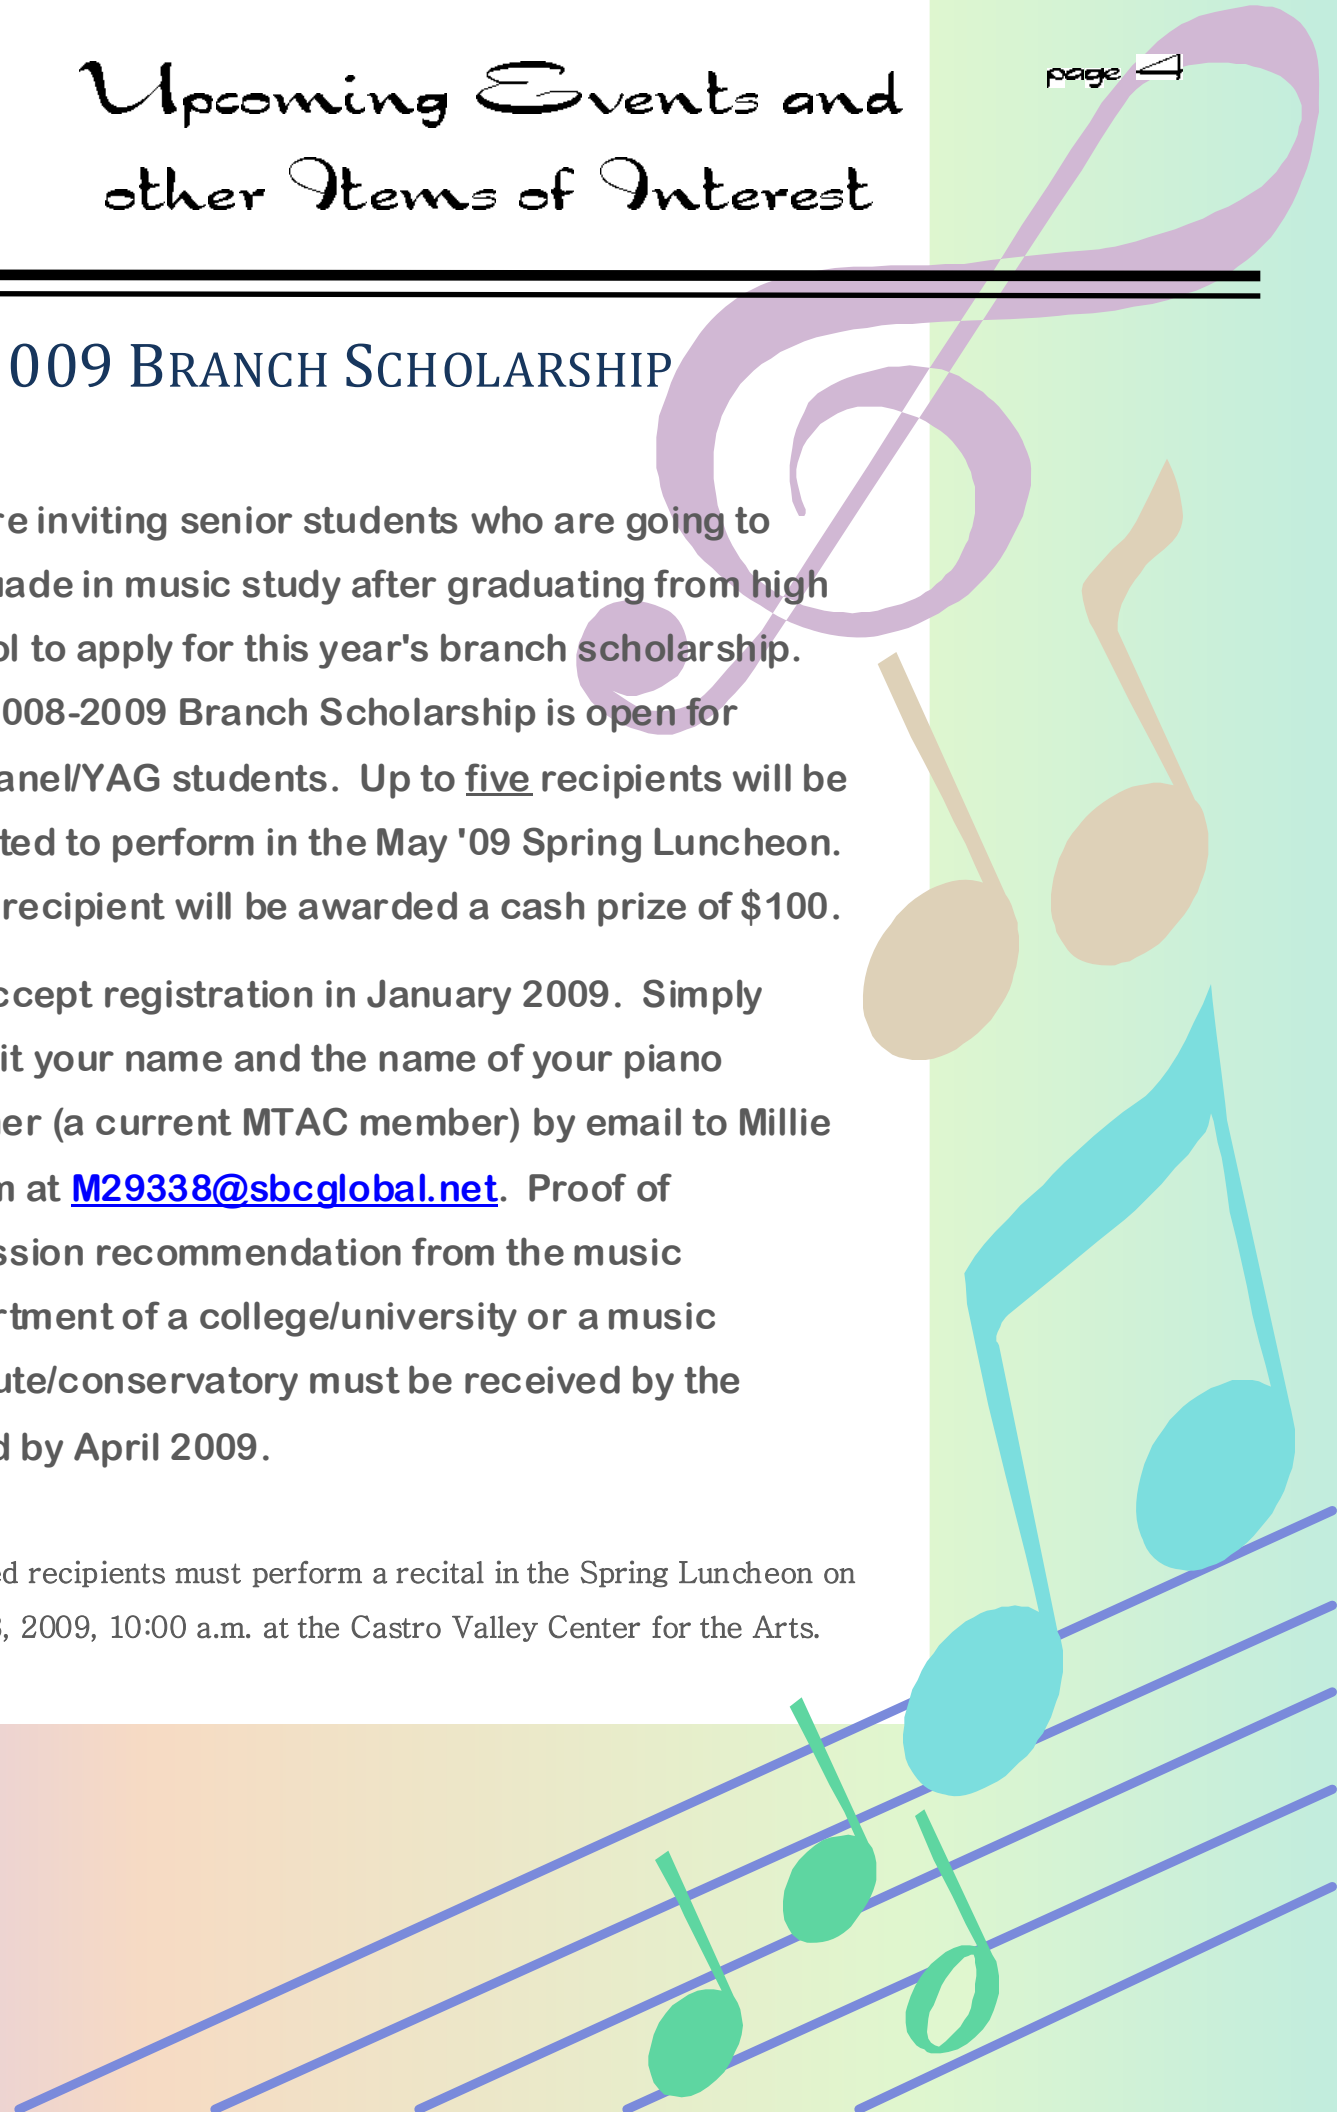 Upcoming Events and
page 4
other Items of Interest
009 BRANCH SCHOLARSHIP
re inviting senior students who are going to
uade in music study after graduating from high
ol to apply for this year's branch scholarship.
008-2009 Branch Scholarship is open for
anel/YAG students.  Up to five recipients will be
ted to perform in the May '09 Spring Luncheon.
recipient will be awarded a cash prize of $100.
ccept registration in January 2009.  Simply
it your name and the name of your piano
er (a current MTAC member) by email to Millie
m at M29338@sbcglobal.net.  Proof of
ssion recommendation from the music
rtment of a college/university or a music
ute/conservatory must be received by the
d by April 2009.
ed recipients must perform a recital in the Spring Luncheon on
, 2009, 10:00 a.m. at the Castro Valley Center for the Arts.